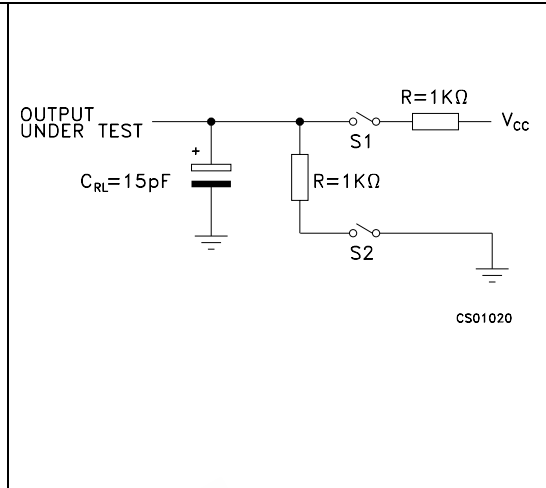 R=1KΩ
OUTPUT
UNDER TEST
V_CC
S1
+
C_RL=15pF
R=1KΩ
S2
CS01020